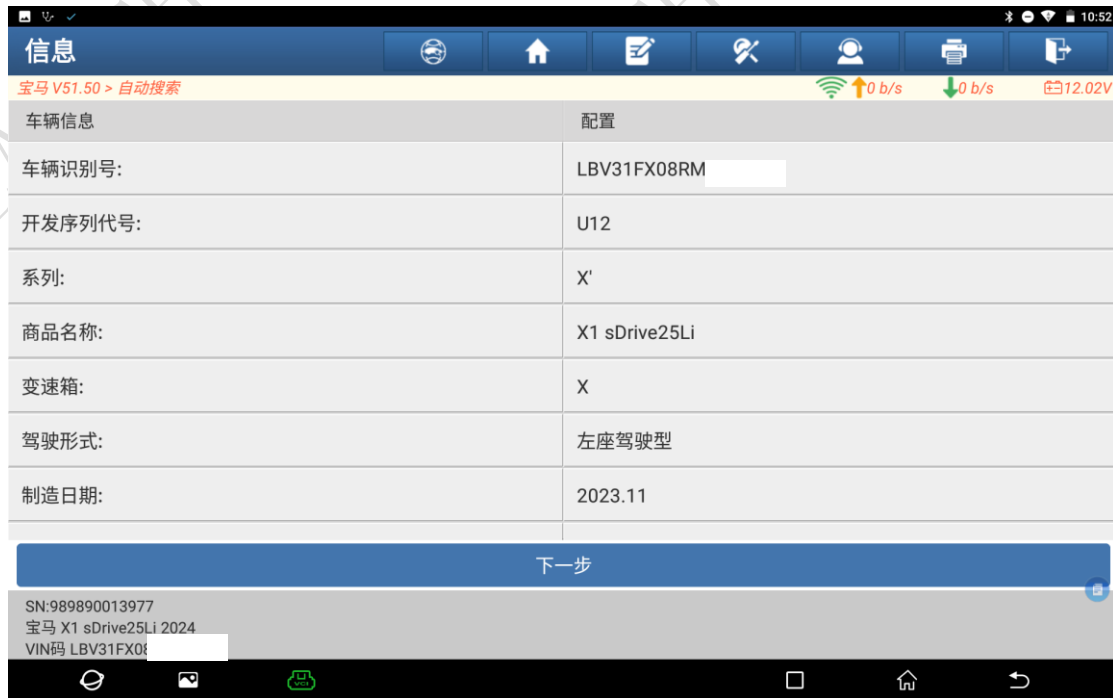 10:52
信息
宝马 V51.50 > 自动搜索
0 b/s
0 b/s
12.02V
车辆信息 配置
车辆识别号: LBV31FX08RM
开发序列代号: U12
系列: X'
商品名称: X1 sDrive25Li
变速箱: X
驾驶形式: 左座驾驶型
制造日期: 2023.11
下一步
SN:989890013977
宝马 X1 sDrive25Li 2024
VIN码 LBV31FX08
VCI